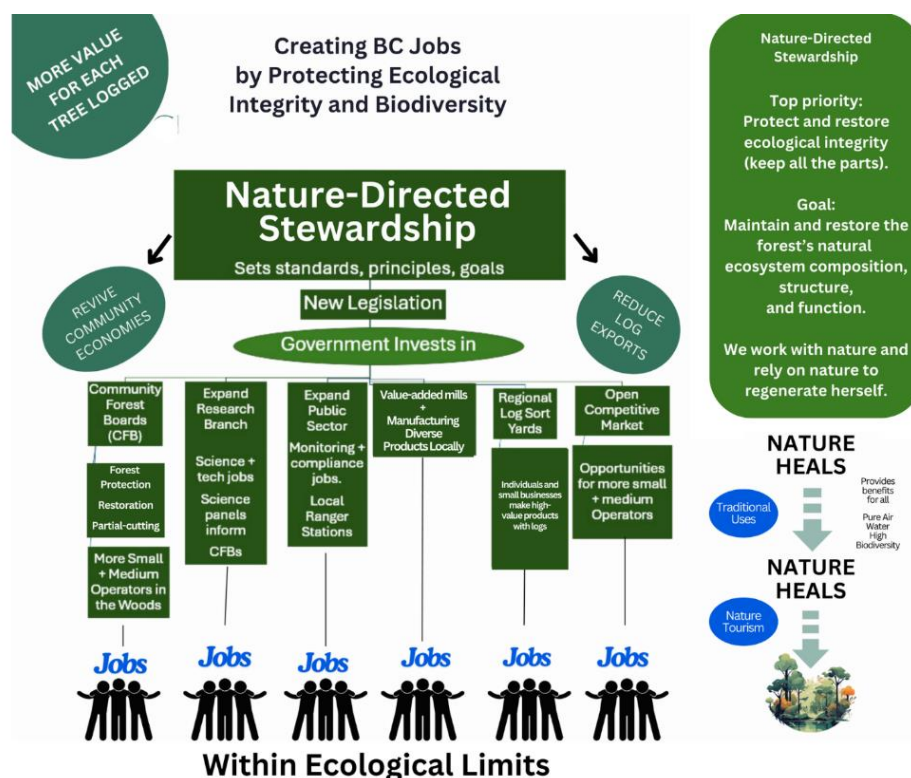 MORE VALUE
FOR EACH
TREE LOGGED
Creating BC Jobs
by Protecting Ecological
Integrity and Biodiversity
Nature-Directed
Stewardship
Sets standards, principles, goals
New Legislation
Government Invests in
REVIVE
COMMUNITY
ECONOMIES
REDUCE
LOG
EXPORTS
Community
Forest
Boards
(CFB)
Forest
Protection
Restoration
Partial-cutting
More Small
+ Medium
Operators in
the Woods
Expand
Research
Branch
Science +
tech jobs
Science
panels
inform
CFBs
Expand
Public
Sector
Monitoring +
compliance
jobs.
Local
Ranger
Stations
Value-added mills
+
Manufacturing
Diverse
Products Locally
Regional
Log Sort
Yards
Individuals and
small businesses
make high-
value products
with logs
Open
Competitive
Market
Opportunities
for more small
+ medium
Operators
Jobs
Jobs
Jobs
Jobs
Jobs
Jobs
Within Ecological Limits
Nature-Directed
Stewardship
Top priority:
Protect and restore
ecological integrity
(keep all the parts).
Goal:
Maintain and restore the
forest's natural
ecosystem composition,
structure,
and function.
We work with nature and
rely on nature to
regenerate herself.
NATURE
HEALS
Traditional
Uses
Provides
benefits
for all
Pure Air
Water
High
Biodiversity
NATURE
HEALS
Nature
Tourism